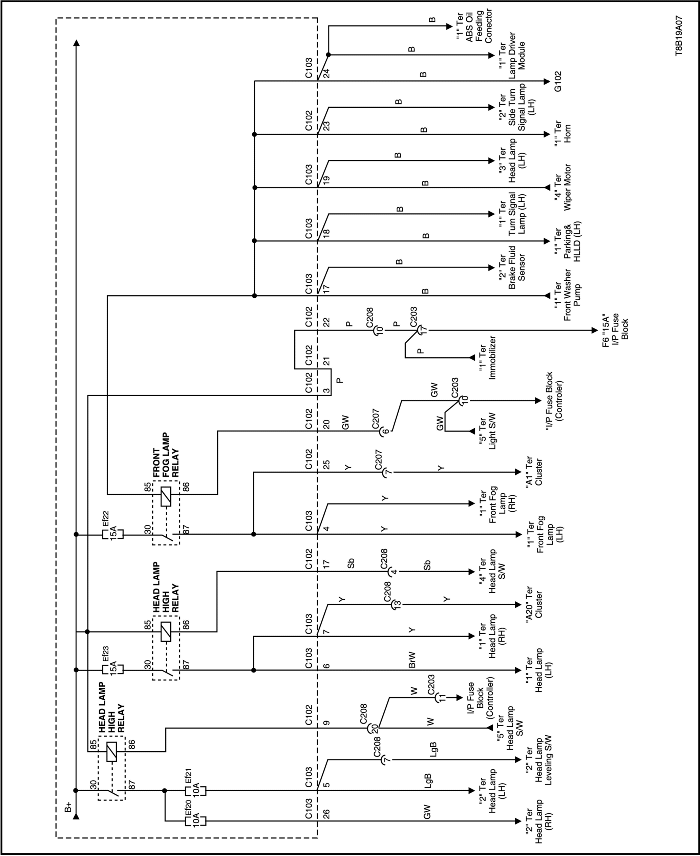 T8B19A07
B
"1" Ter
ABS Oil
Feeding
Conector
C103
24
B
"1" Ter
Lamp Driver
Module
B
G102
C102
23
B
"2" Ter
Side Turn
Signal Lamp
(LH)
B
"1" Ter
Horn
C103
19
B
"3" Ter
Head Lamp
(LH)
B
"4" Ter
Wiper Motor
C103
18
B
"1" Ter
Turn Signal
Lamp (LH)
B
"1" Ter
Parking&
HLLD (LH)
C103
17
B
"2" Ter
Brake Fluid
Sensor
B
"1" Ter
Front Washer
Pump
C102
22
P
C208
10
P
C203
17
F6 "15A"
I/P Fuse
Block
C102
21
P
"1" Ter
Immobilizer
C102
3
P
C102
20
GW
C207
6
GW
C203
10
"I/P Fuse Block
(Controler)
GW
"5" Ter
Light S/W
FRONT
FOG LAMP
RELAY
85
86
30
87
Ef22
15A
C102
25
Y
C207
7
Y
"A1" Ter
Cluster
C103
4
Y
"1" Ter
Front Fog
Lamp
(RH)
Y
"1" Ter
Front Fog
Lamp
(LH)
C102
17
Sb
C208
4
Sb
"4" Ter
Head Lamp
S/W
HEAD LAMP
HIGH
RELAY
85
86
30
87
Ef23
15A
C103
7
Y
C208
13
Y
"A20" Ter
Cluster
Y
"1" Ter
Head Lamp
(RH)
C103
6
BrW
"1" Ter
Head Lamp
(LH)
C102
9
C208
20
W
C203
11
I/P Fuse
Block
(Controller)
W
"5" Ter
Head Lamp
S/W
HEAD LAMP
HIGH
RELAY
85
86
30
87
B+
Ef21
10A
Ef20
10A
C103
5
C208
7
LgB
"2" Ter
Head Lamp
Leveling S/W
LgB
"2" Ter
Head Lamp
(LH)
C103
26
GW
"2" Ter
Head Lamp
(RH)